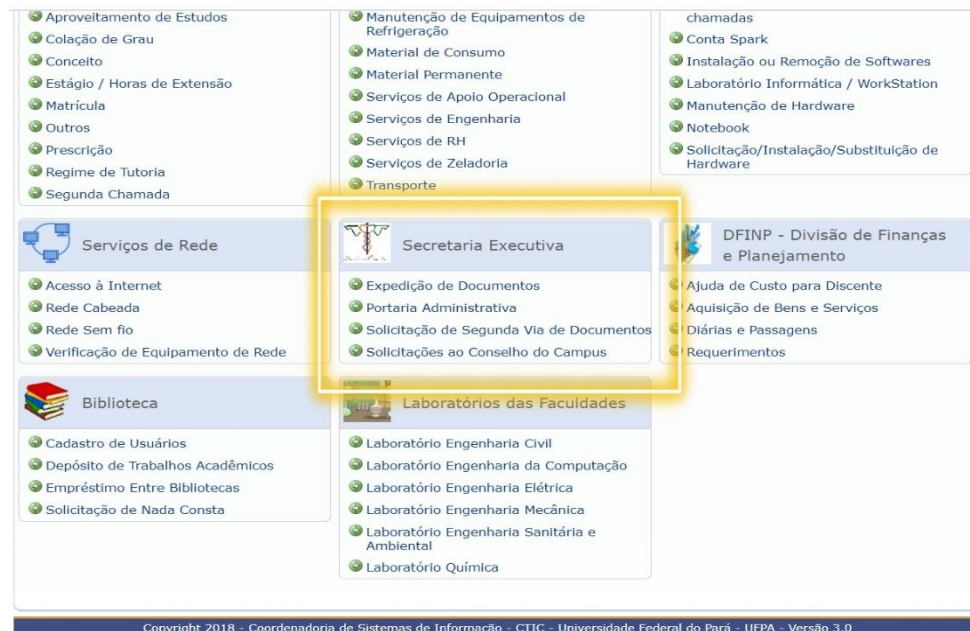 Aproveitamento de Estudos
Colação de Grau
Conceito
Estágio / Horas de Extensão
Matrícula
Outros
Prescrição
Regime de Tutoria
Segunda Chamada
Manutenção de Equipamentos de
Refrigeração
Material de Consumo
Material Permanente
Serviços de Apoio Operacional
Serviços de Engenharia
Serviços de RH
Serviços de Zeladoria
Transporte
chamadas
Conta Spark
Instalação ou Remoção de Softwares
Laboratório Informática / WorkStation
Manutenção de Hardware
Notebook
Solicitação/Instalação/Substituição de
Hardware
Serviços de Rede
Acesso à Internet
Rede Cabeada
Rede Sem fio
Verificação de Equipamento de Rede
Secretaria Executiva
Expedição de Documentos
Portaria Administrativa
Solicitação de Segunda Via de Documentos
Solicitações ao Conselho do Campus
DFINP - Divisão de Finanças
e Planejamento
Ajuda de Custo para Discente
Aquisição de Bens e Serviços
Diárias e Passagens
Requerimentos
Biblioteca
Cadastro de Usuários
Depósito de Trabalhos Acadêmicos
Empréstimo Entre Bibliotecas
Solicitação de Nada Consta
Laboratórios das Faculdades
Laboratório Engenharia Civil
Laboratório Engenharia da Computação
Laboratório Engenharia Elétrica
Laboratório Engenharia Mecânica
Laboratório Engenharia Sanitária e
Ambiental
Laboratório Química
Copyright 2018 - Coordenadoria de Sistemas de Informação - CTIC - Universidade Federal do Pará - UFPA - Versão 3.0